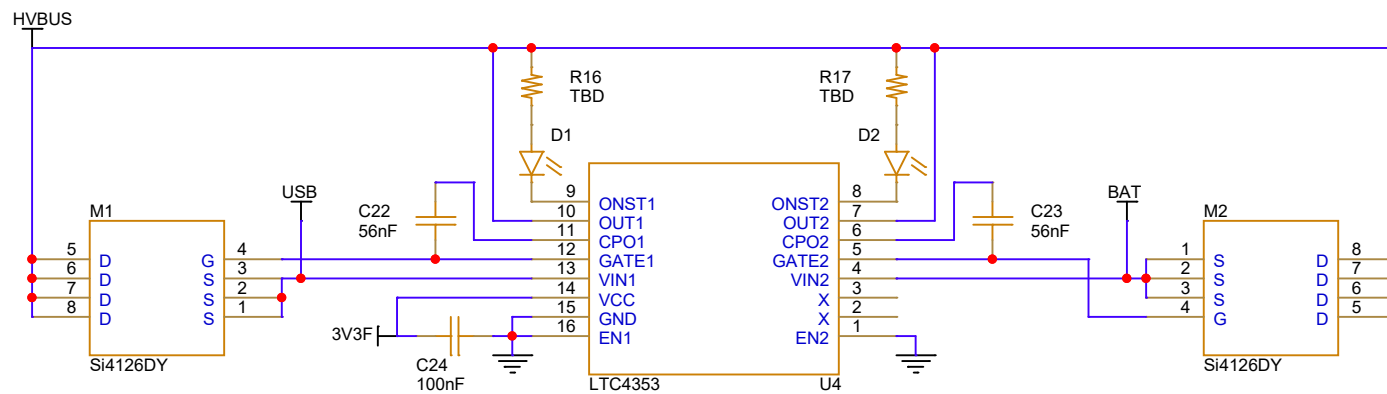 HVBUS
R16
TBD
R17
TBD
D1
D2
USB
BAT
M1
C22
56nF
C23
56nF
M2
9 ONST1
10 OUT1
11 CPO1
12 GATE1
13 VIN1
14 VCC
15 GND
16 EN1
ONST2 8
OUT2 7
CPO2 6
GATE2 5
VIN2 4
X 3
X 2
EN2 1
5 D G 4
6 D S 3
7 D S 2
8 D S 1
1 S D 8
2 S D 7
3 S D 6
4 G D 5
3V3F
Si4126DY
C24
100nF
LTC4353
U4
Si4126DY